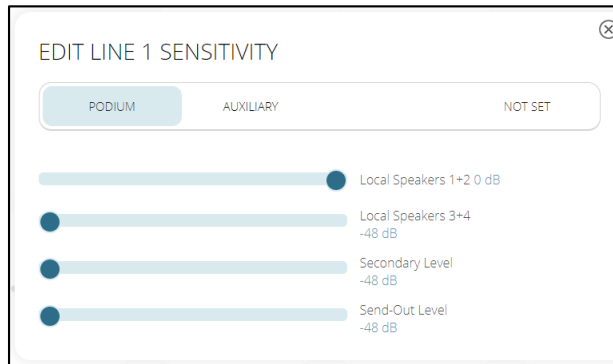 EDIT LINE 1 SENSITIVITY
PODIUM AUXILIARY NOT SET
Local Speakers 1+2 0 dB
Local Speakers 3+4
-48 dB
Secondary Level
-48 dB
Send-Out Level
-48 dB